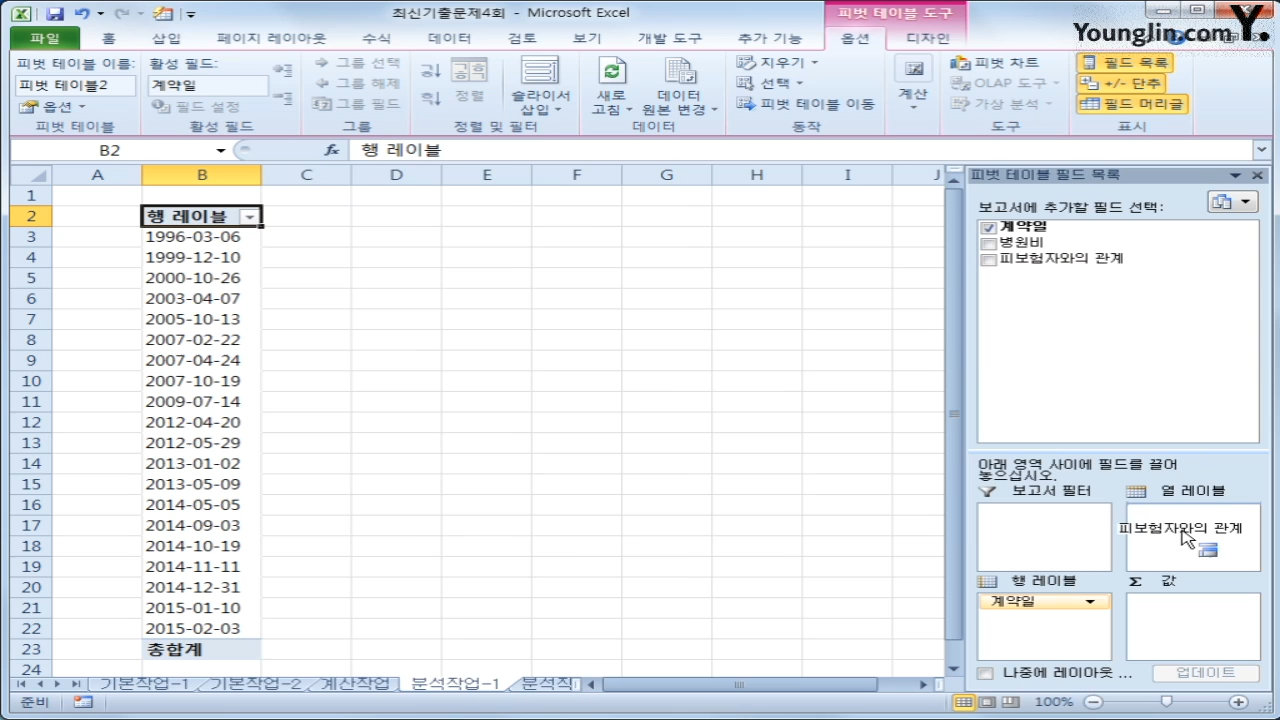 최신기출문제4회 - Microsoft Excel
피벗 테이블 도구
YoungJin.com Y.
파일 홈 삽입 페이지 레이아웃 수식 데이터 검토 보기 개발 도구 추가 기능 옵션 디자인
피벗 테이블 이름:
피벗 테이블2
옵션
피벗 테이블
활성 필드:
계약일
필드 설정
활성 필드
그룹 선택
그룹 해제
그룹 필드
그룹
정렬
슬라이서
삽입
정렬 및 필터
새로
고침
데이터
원본 변경
데이터
지우기
선택
피벗 테이블 이동
동작
계산
피벗 차트
OLAP 도구
가상 분석
도구
필드 목록
+/- 단추
필드 머리글
표시
B2 fx 행 레이블
A B C D E F G H I J
1
2 행 레이블
3 1996-03-06
4 1999-12-10
5 2000-10-26
6 2003-04-07
7 2005-10-13
8 2007-02-22
9 2007-04-24
10 2007-10-19
11 2009-07-14
12 2012-04-20
13 2012-05-29
14 2013-01-02
15 2013-05-09
16 2014-05-05
17 2014-09-03
18 2014-10-19
19 2014-11-11
20 2014-12-31
21 2015-01-10
22 2015-02-03
23 총합계
24
피벗 테이블 필드 목록
보고서에 추가할 필드 선택:
계약일
병원비
피보험자와의 관계
아래 영역 사이에 필드를 끌어
놓으십시오.
보고서 필터 열 레이블
피보험자와의 관계
행 레이블 Σ 값
계약일
나중에 레이아웃 ... 업데이트
기본작업-1 기본작업-2 계산작업 분석작업-1 분석작
준비 100%